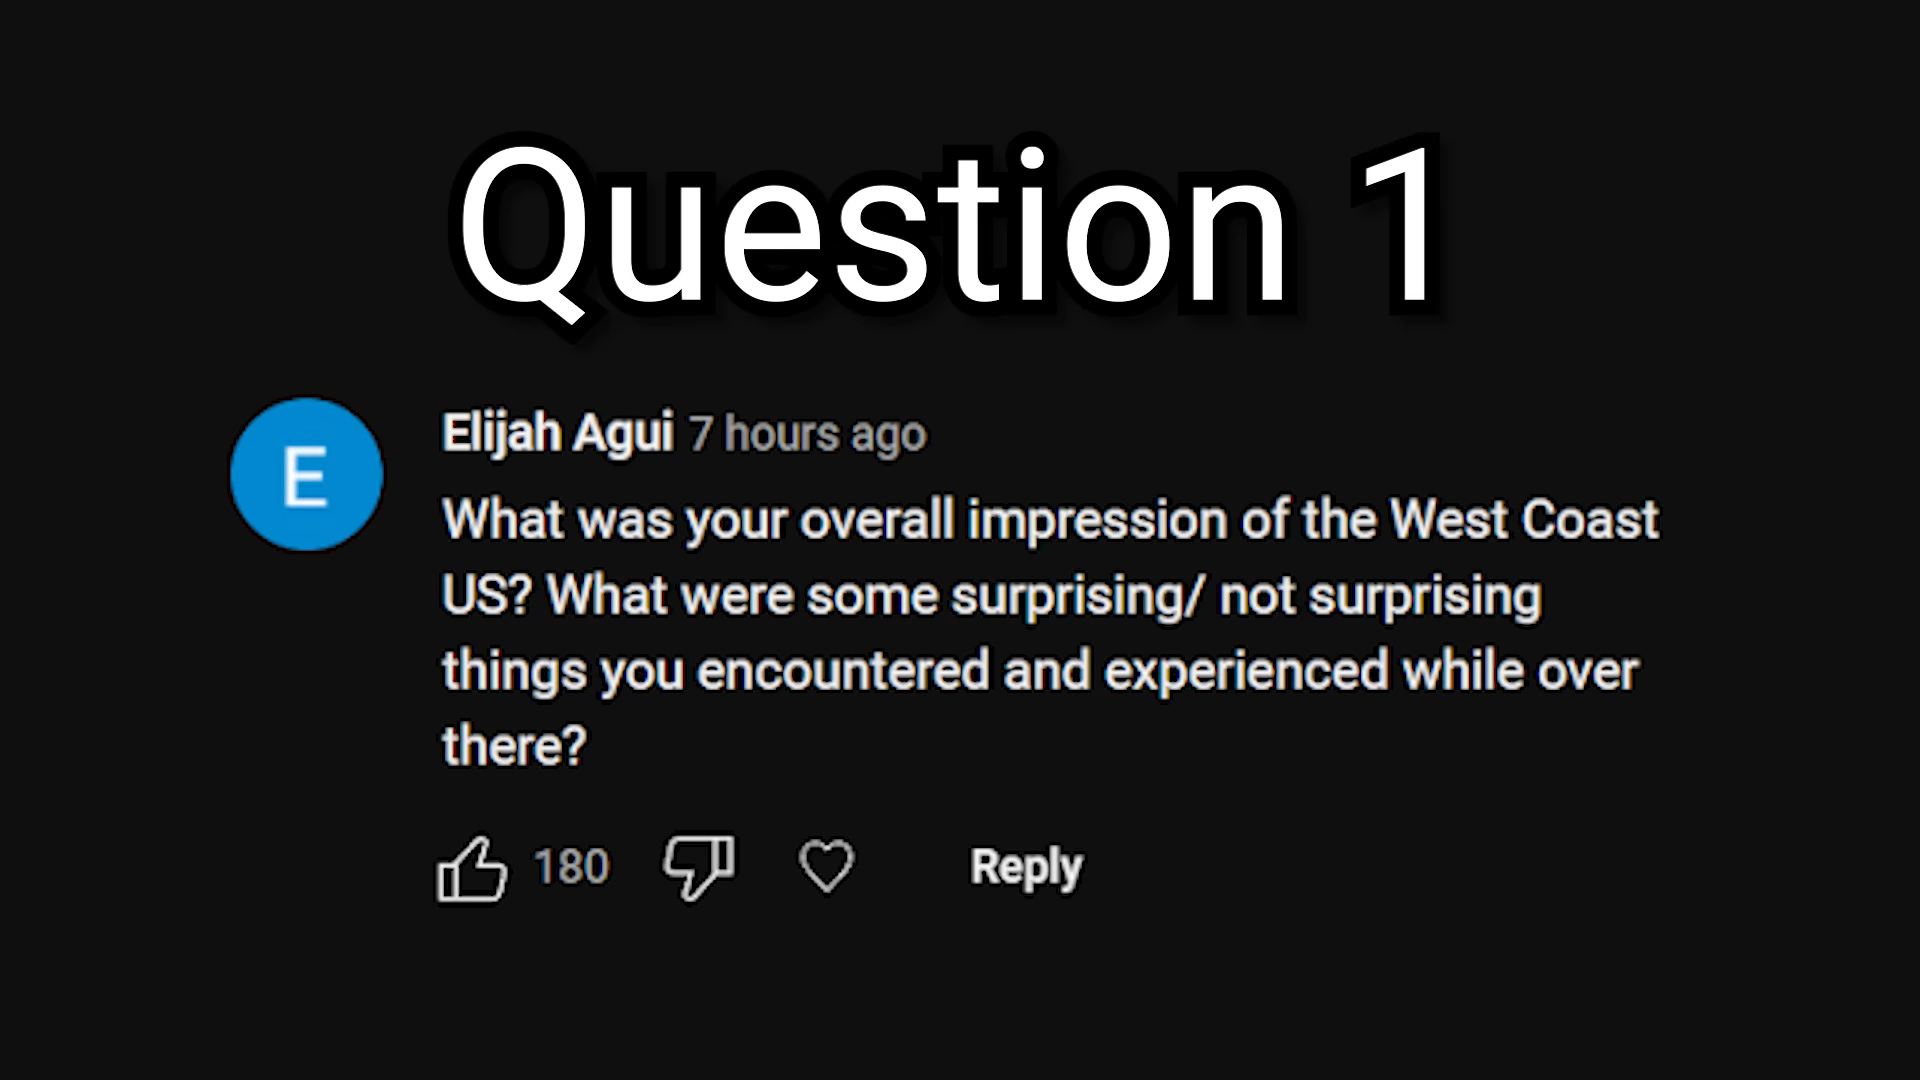 Question 1
E
Elijah Agui 7 hours ago
What was your overall impression of the West Coast
US? What were some surprising/ not surprising
things you encountered and experienced while over
there?
180
Reply